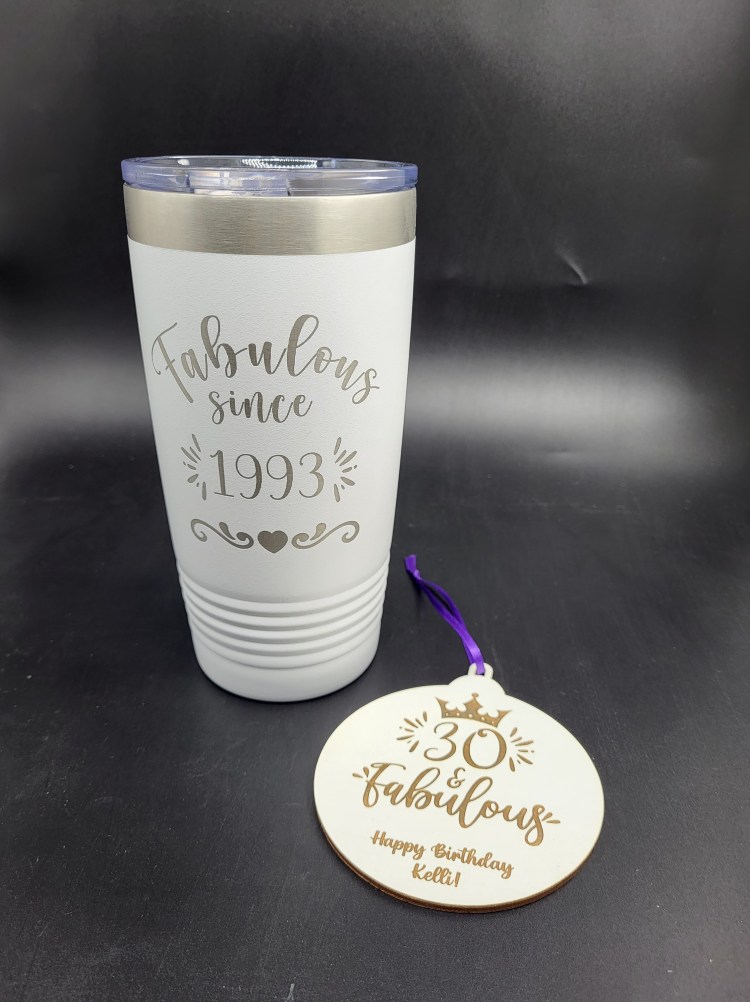 Fabulous
since
1993
30
&
Fabulous
Happy Birthday
Kelli!